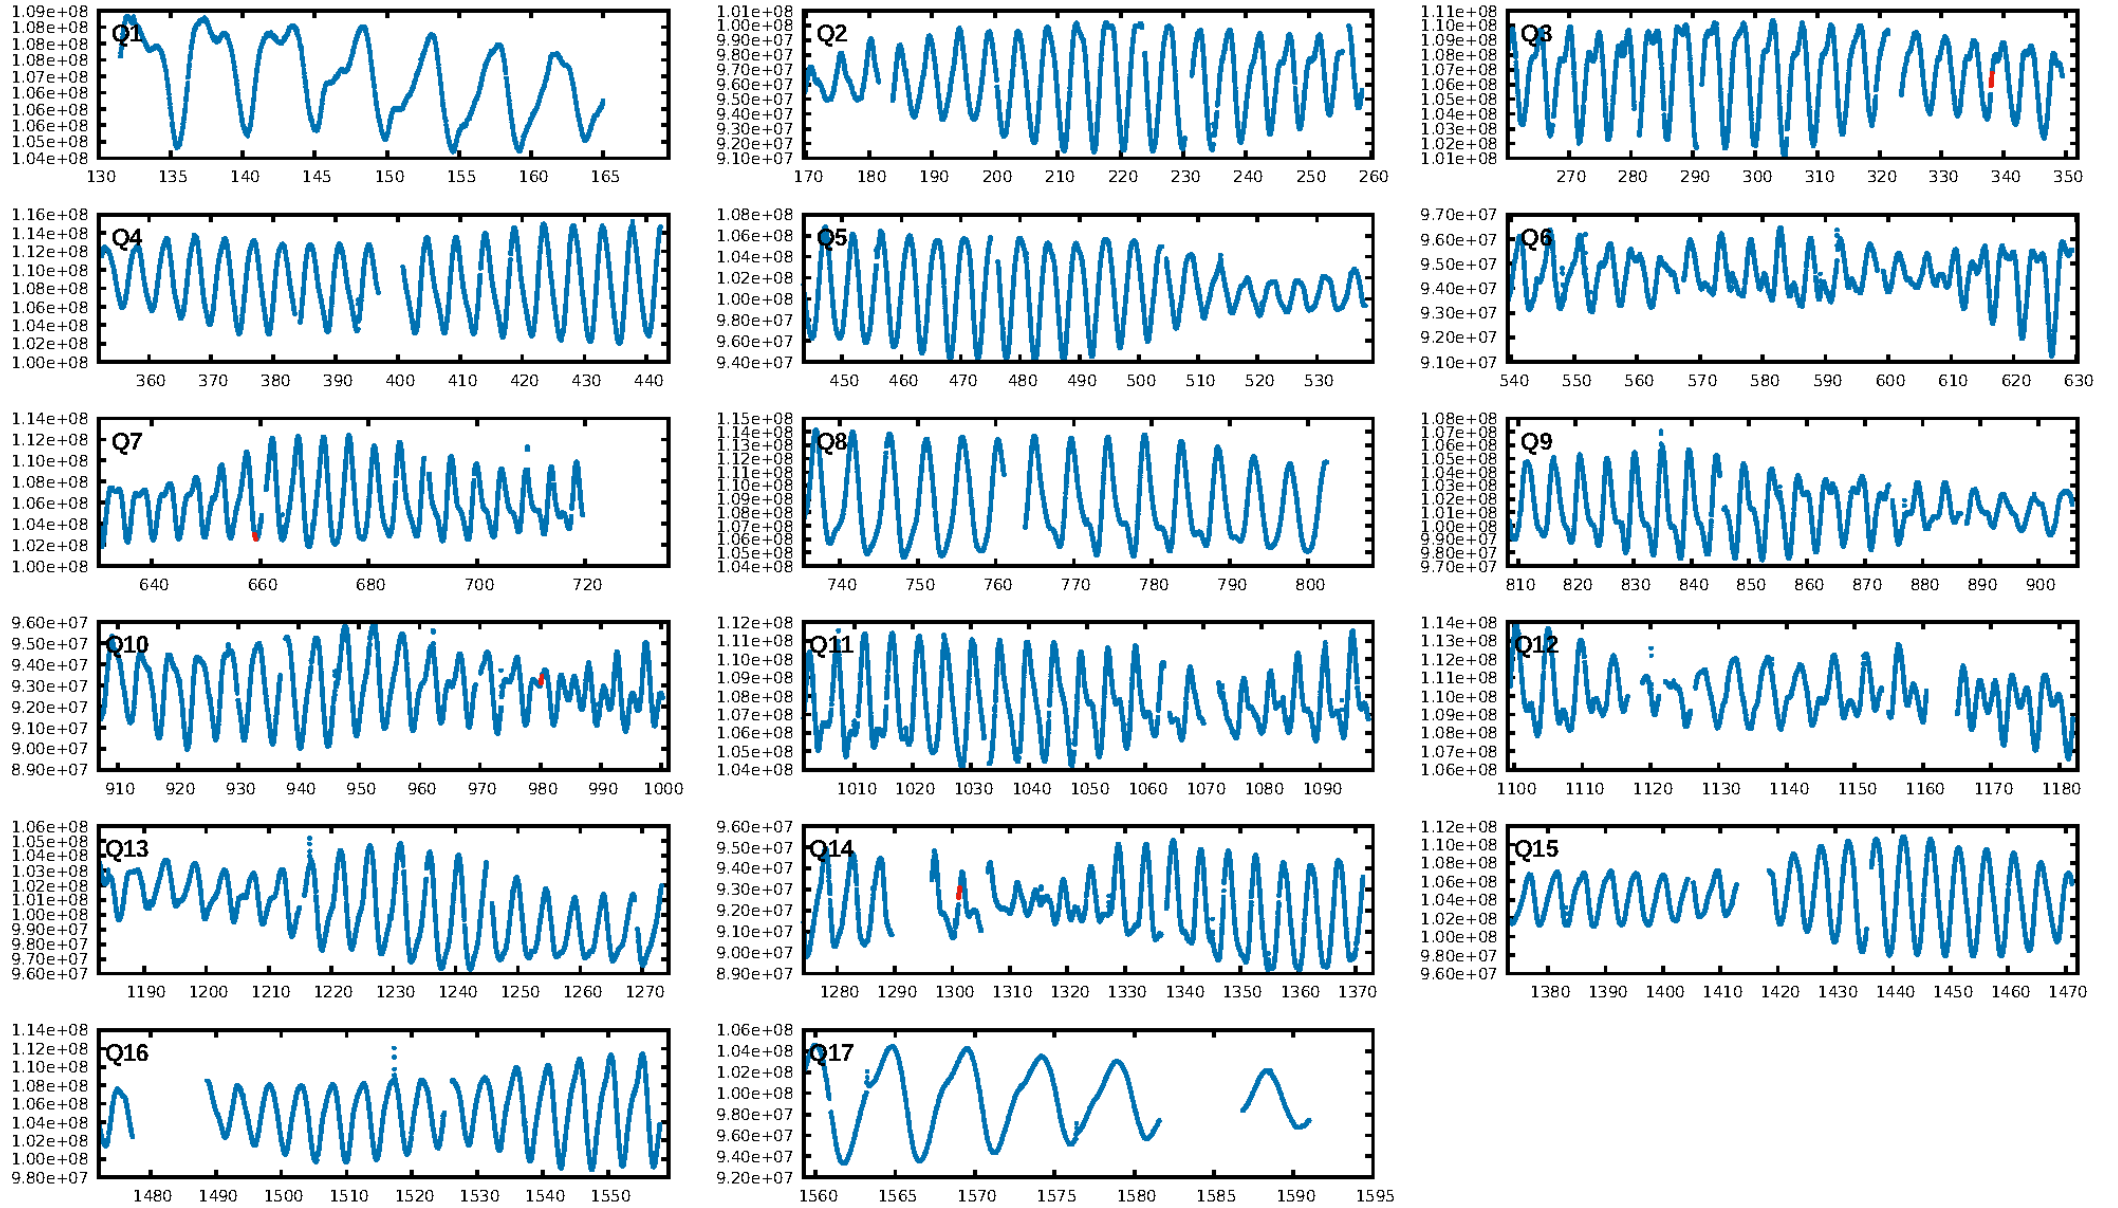 1.09e+08
1.08e+08
1.08e+08
1.08e+08
1.07e+08
1.06e+08
1.06e+08
1.06e+08
1.05e+08
1.04e+08
Q1
130 135 140 145 150 155 160 165
1.01e+08
1.00e+08
9.90e+07
9.80e+07
9.70e+07
9.60e+07
9.50e+07
9.40e+07
9.30e+07
9.20e+07
9.10e+07
Q2
170 180 190 200 210 220 230 240 250 260
1.11e+08
1.10e+08
1.09e+08
1.08e+08
1.07e+08
1.06e+08
1.05e+08
1.04e+08
1.03e+08
1.02e+08
1.01e+08
Q3
270 280 290 300 310 320 330 340 350
1.16e+08
1.14e+08
1.12e+08
1.10e+08
1.08e+08
1.06e+08
1.04e+08
1.02e+08
1.00e+08
Q4
360 370 380 390 400 410 420 430 440
1.08e+08
1.06e+08
1.04e+08
1.02e+08
1.00e+08
9.80e+07
9.60e+07
9.40e+07
Q5
450 460 470 480 490 500 510 520 530
9.70e+07
9.60e+07
9.50e+07
9.40e+07
9.30e+07
9.20e+07
9.10e+07
Q6
540 550 560 570 580 590 600 610 620 630
1.14e+08
1.12e+08
1.10e+08
1.08e+08
1.06e+08
1.04e+08
1.02e+08
1.00e+08
Q7
640 660 680 700 720
1.15e+08
1.14e+08
1.13e+08
1.12e+08
1.11e+08
1.10e+08
1.09e+08
1.08e+08
1.07e+08
1.06e+08
1.05e+08
1.04e+08
Q8
740 750 760 770 780 790 800
1.08e+08
1.07e+08
1.06e+08
1.05e+08
1.04e+08
1.03e+08
1.02e+08
1.01e+08
1.00e+08
9.90e+07
9.80e+07
9.70e+07
Q9
810 820 830 840 850 860 870 880 890 900
9.60e+07
9.50e+07
9.40e+07
9.30e+07
9.20e+07
9.10e+07
9.00e+07
8.90e+07
Q10
910 920 930 940 950 960 970 980 990 1000
1.12e+08
1.11e+08
1.10e+08
1.09e+08
1.08e+08
1.07e+08
1.06e+08
1.05e+08
1.04e+08
Q11
1010 1020 1030 1040 1050 1060 1070 1080 1090
1.14e+08
1.13e+08
1.12e+08
1.11e+08
1.10e+08
1.09e+08
1.08e+08
1.07e+08
1.06e+08
Q12
1100 1110 1120 1130 1140 1150 1160 1170 1180
1.06e+08
1.05e+08
1.04e+08
1.03e+08
1.02e+08
1.01e+08
1.00e+08
9.90e+07
9.80e+07
9.70e+07
9.60e+07
Q13
1190 1200 1210 1220 1230 1240 1250 1260 1270
9.60e+07
9.50e+07
9.40e+07
9.30e+07
9.20e+07
9.10e+07
9.00e+07
8.90e+07
Q14
1280 1290 1300 1310 1320 1330 1340 1350 1360 1370
1.12e+08
1.10e+08
1.08e+08
1.06e+08
1.04e+08
1.02e+08
1.00e+08
9.80e+07
9.60e+07
Q15
1380 1390 1400 1410 1420 1430 1440 1450 1460 1470
1.14e+08
1.12e+08
1.10e+08
1.08e+08
1.06e+08
1.04e+08
1.02e+08
1.00e+08
9.80e+07
Q16
1480 1490 1500 1510 1520 1530 1540 1550
1.06e+08
1.04e+08
1.02e+08
1.00e+08
9.80e+07
9.60e+07
9.40e+07
9.20e+07
Q17
1560 1565 1570 1575 1580 1585 1590 1595